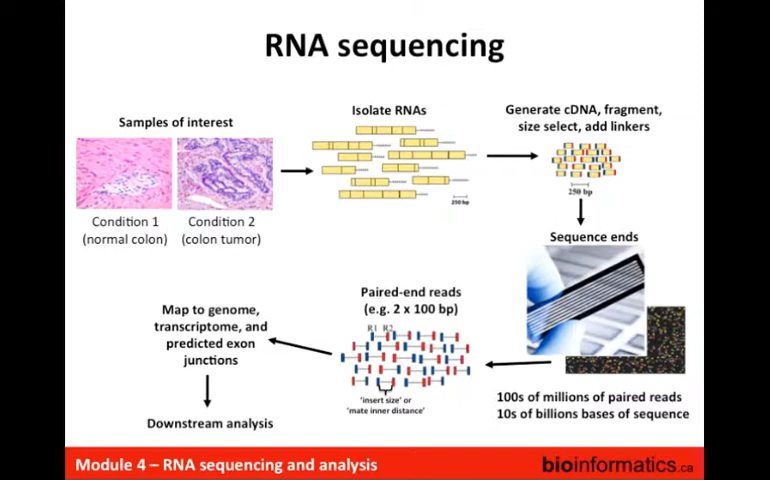 RNA sequencing
Samples of interest
Condition 1
(normal colon)
Condition 2
(colon tumor)
Isolate RNAs
250 bp
Generate cDNA, fragment,
size select, add linkers
250 bp
Sequence ends
100s of millions of paired reads
10s of billions bases of sequence
Paired-end reads
(e.g. 2 x 100 bp)
R1 R2
‘insert size’ or
‘mate inner distance’
Map to genome,
transcriptome, and
predicted exon
junctions
Downstream analysis
Module 4 – RNA sequencing and analysis
bioinformatics.ca